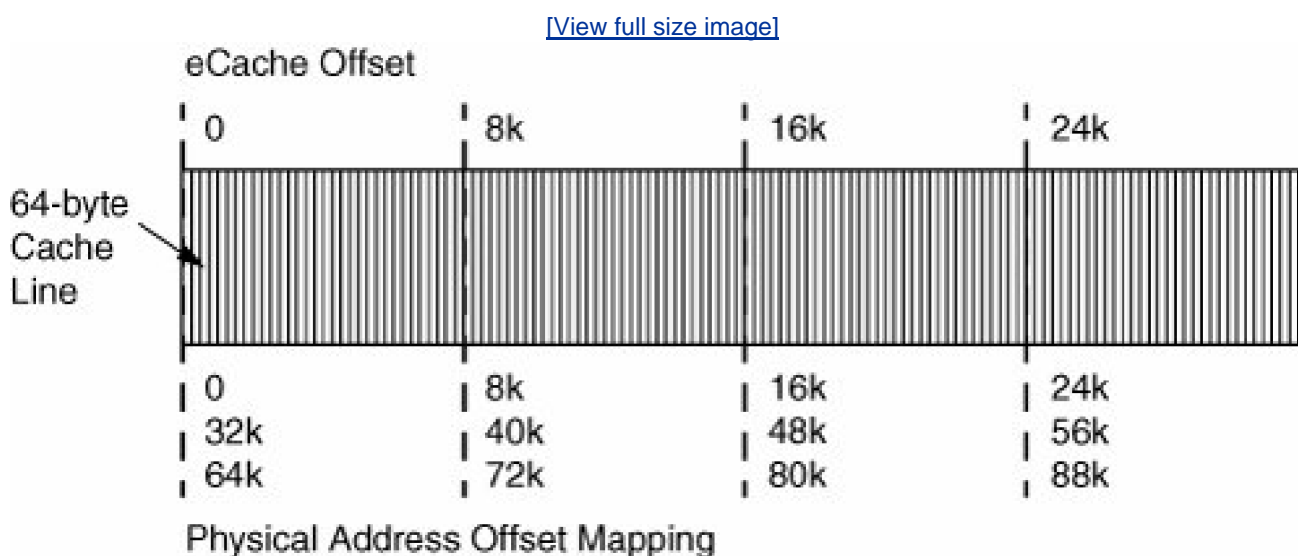 [View full size image]
eCache Offset
0 8k 16k 24k
64-byte
Cache
Line
0 8k 16k 24k
32k 40k 48k 56k
64k 72k 80k 88k
Physical Address Offset Mapping